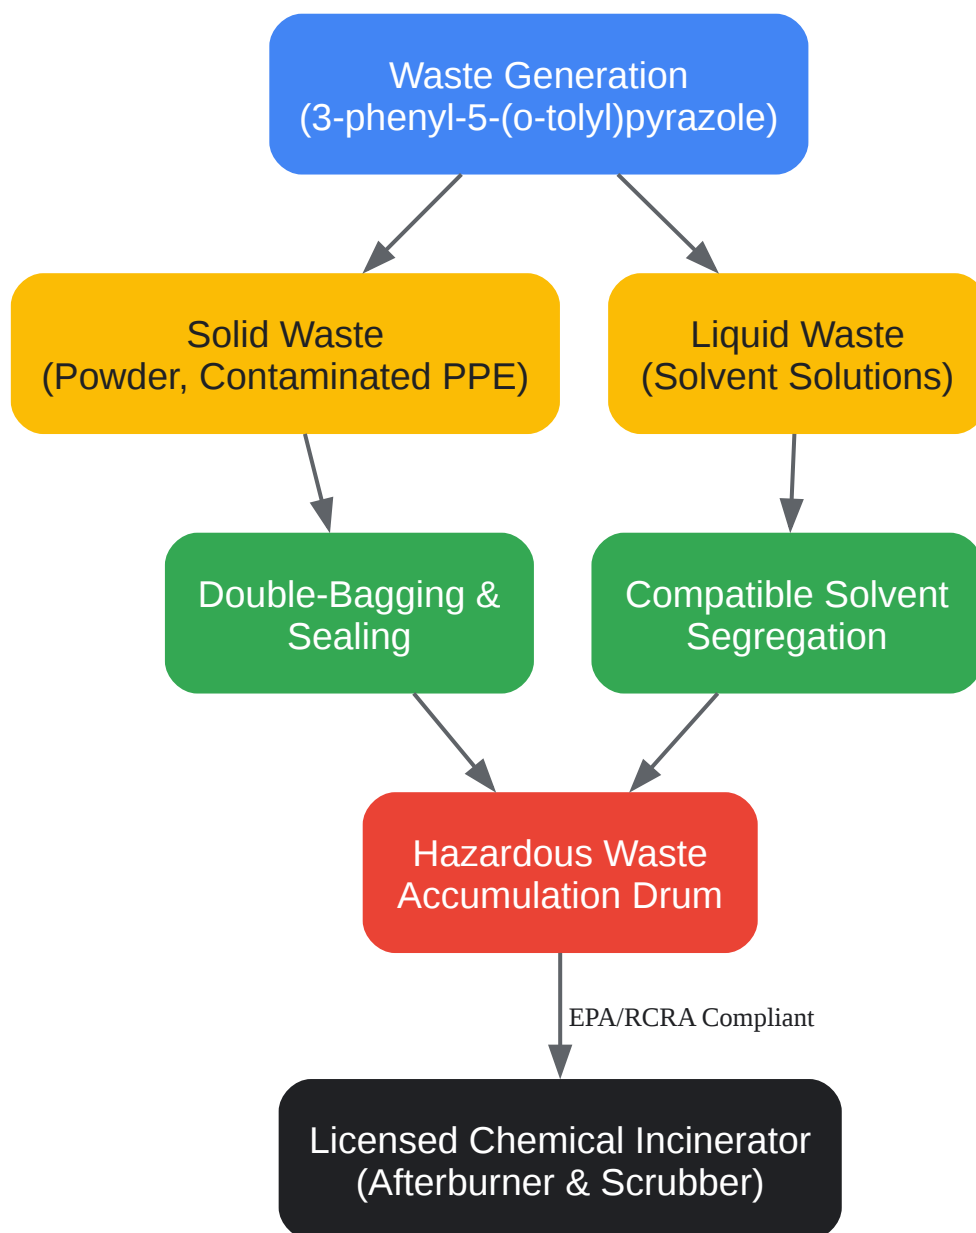 Waste Generation
(3-phenyl-5-(o-tolyl)pyrazole)
Solid Waste
(Powder, Contaminated PPE)
Liquid Waste
(Solvent Solutions)
Double-Bagging &
Sealing
Compatible Solvent
Segregation
Hazardous Waste
Accumulation Drum
EPA/RCRA Compliant
Licensed Chemical Incinerator
(Afterburner & Scrubber)